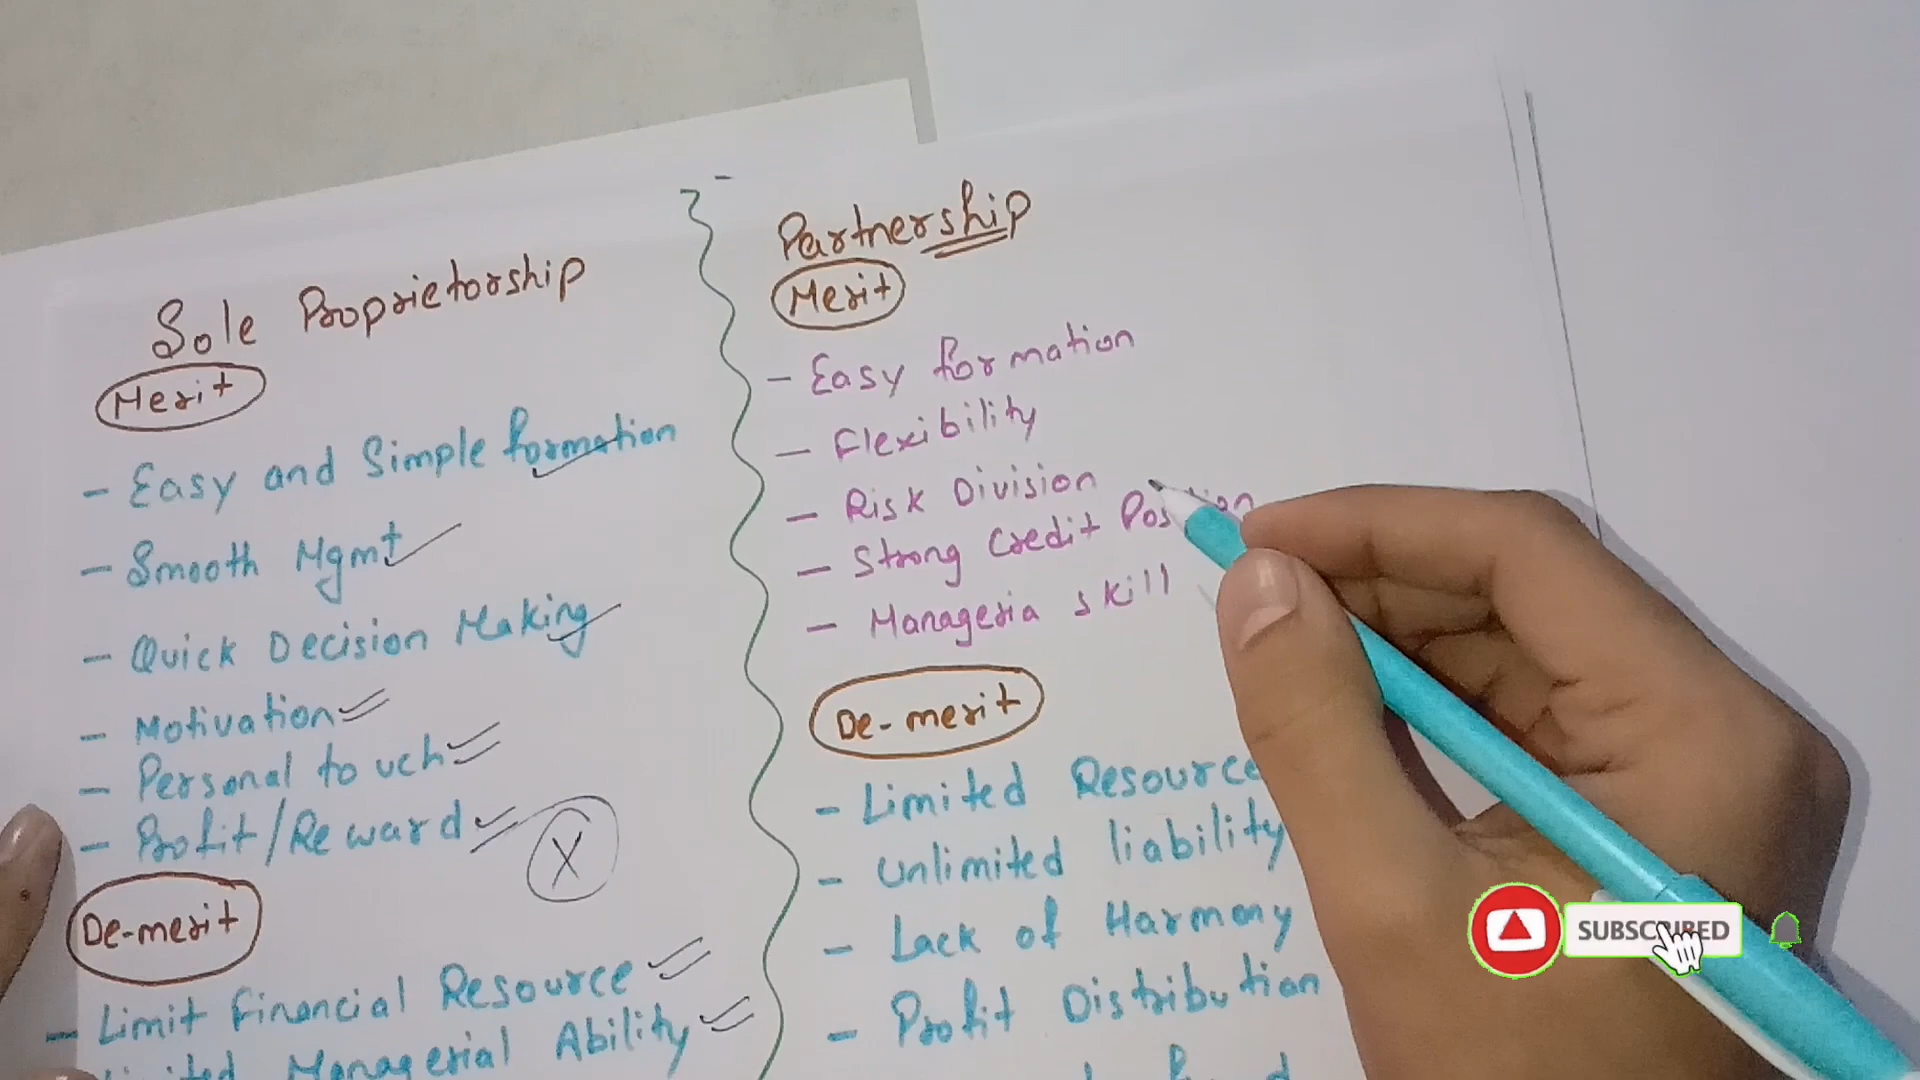 Sole Proprietorship
Merit
- Easy and Simple formation
- Smooth Mgmt
- Quick Decision Making
- Motivation
- Personal touch
- Profit/Reward
X
De-merit
- Limit Financial Resource
Managerial Ability
Partnership
Merit
- Easy formation
- Flexibility
- Risk Division
- Strong Credit
- Manageria skill
De-merit
- Limited Resource
- Unlimited liability
- Lack of Harmony
- Profit Distribution
SUBSCRIBED